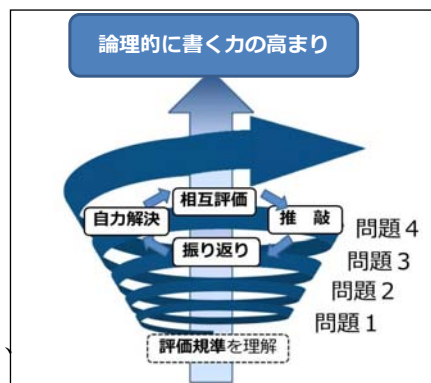 論理的に書く力の高まり
相互評価
自力解決
推　敲
振り返り
問題４
問題３
問題２
問題１
評価規準を理解